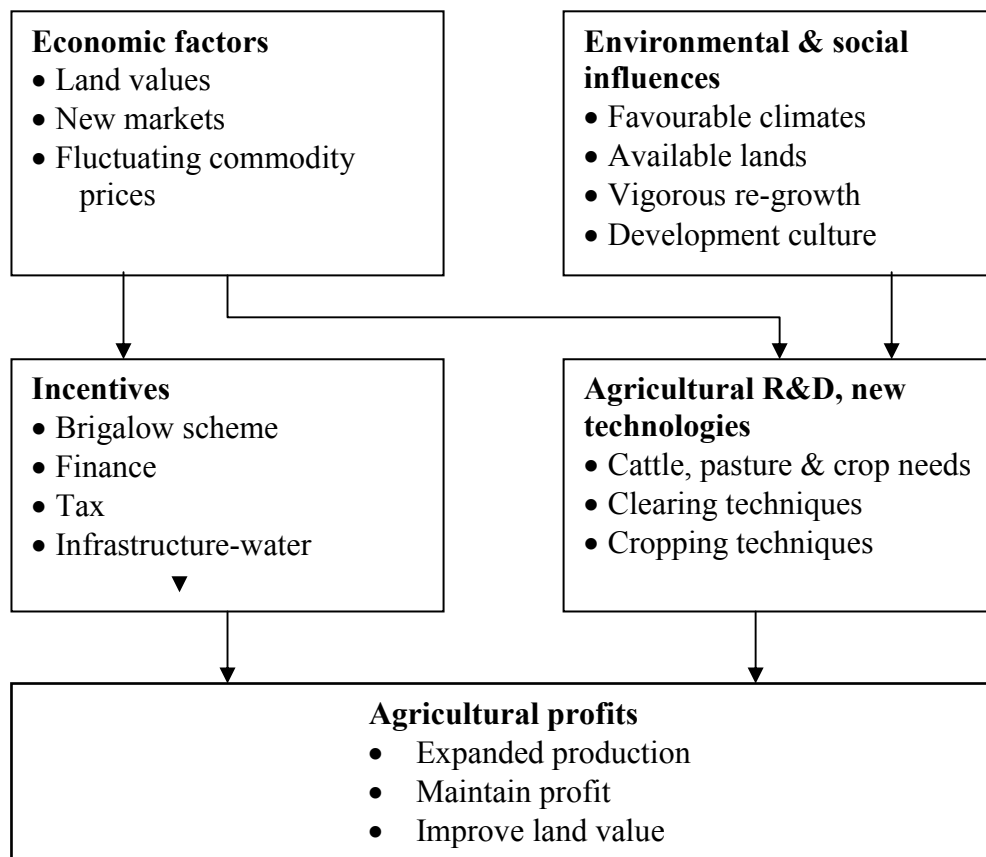 Economic factors
• Land values
• New markets
• Fluctuating commodity
prices
Environmental & social
influences
• Favourable climates
• Available lands
• Vigorous re-growth
• Development culture
Incentives
• Brigalow scheme
• Finance
• Tax
• Infrastructure-water
Agricultural R&D, new
technologies
• Cattle, pasture & crop needs
• Clearing techniques
• Cropping techniques
Agricultural profits
• Expanded production
• Maintain profit
• Improve land value